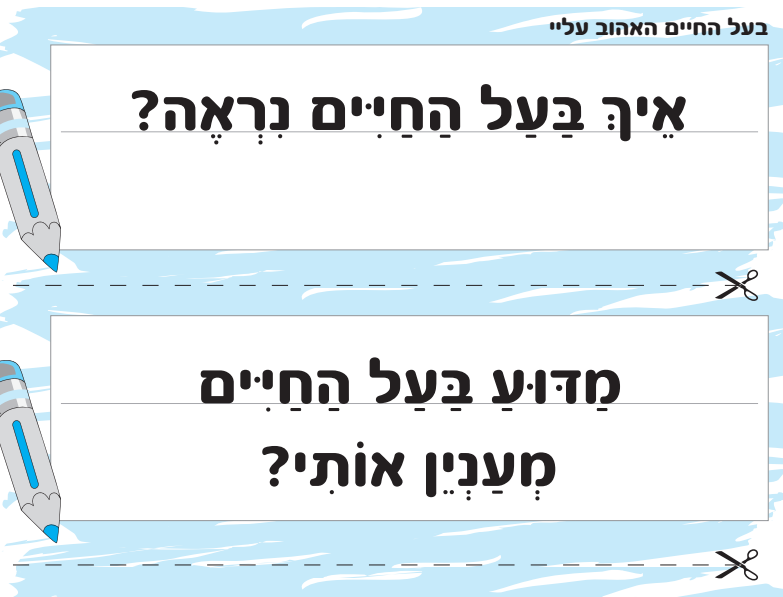 בעל החיים האהוב עליי
אֵיךְ בַּעַל הַחַיִּים נִרְאֶה?
מַדּוּעַ בַּעַל הַחַיִּים
מְעַנְיֵן אוֹתִי?